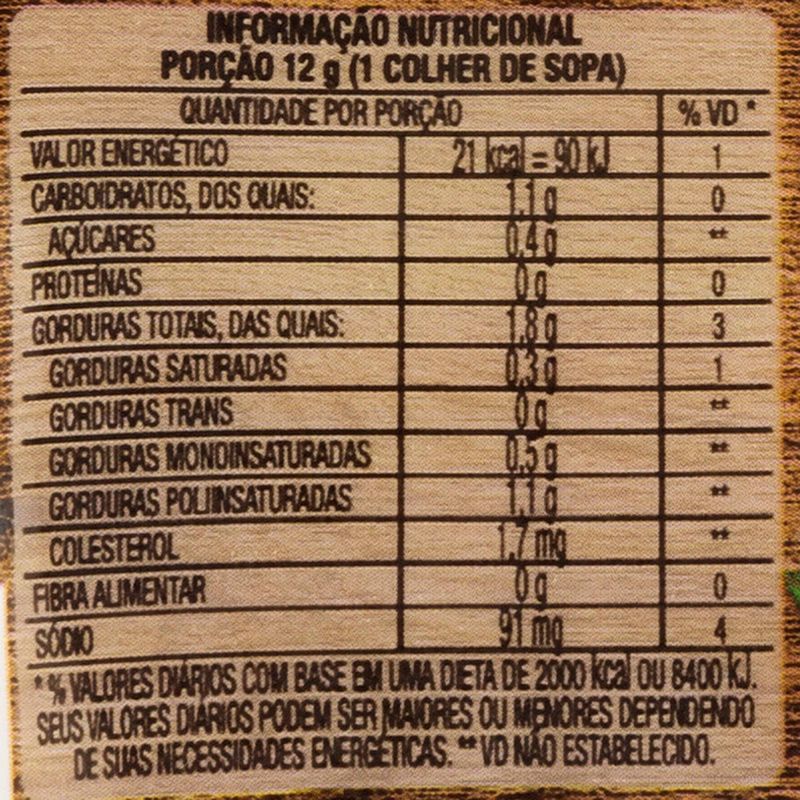 INFORMAÇÃO NUTRICIONAL
PORÇÃO 12 g (1 COLHER DE SOPA)
QUANTIDADE POR PORÇÃO % VD *
VALOR ENERGÉTICO 21 kcal = 90 kJ 1
CARBOIDRATOS, DOS QUAIS: 1,1 g 0
AÇÚCARES 0,4 g **
PROTEÍNAS 0 g 0
GORDURAS TOTAIS, DAS QUAIS: 1,8 g 3
GORDURAS SATURADAS 0,3 g 1
GORDURAS TRANS 0 g **
GORDURAS MONOINSATURADAS 0,5 g **
GORDURAS POLIINSATURADAS 1,1 g **
COLESTEROL 1,7 mg **
FIBRA ALIMENTAR 0 g 0
SÓDIO 91 mg 4
* % VALORES DIÁRIOS COM BASE EM UMA DIETA DE 2000 kcal OU 8400 kJ.
SEUS VALORES DIÁRIOS PODEM SER MAIORES OU MENORES DEPENDENDO
DE SUAS NECESSIDADES ENERGÉTICAS. ** VD NÃO ESTABELECIDO.